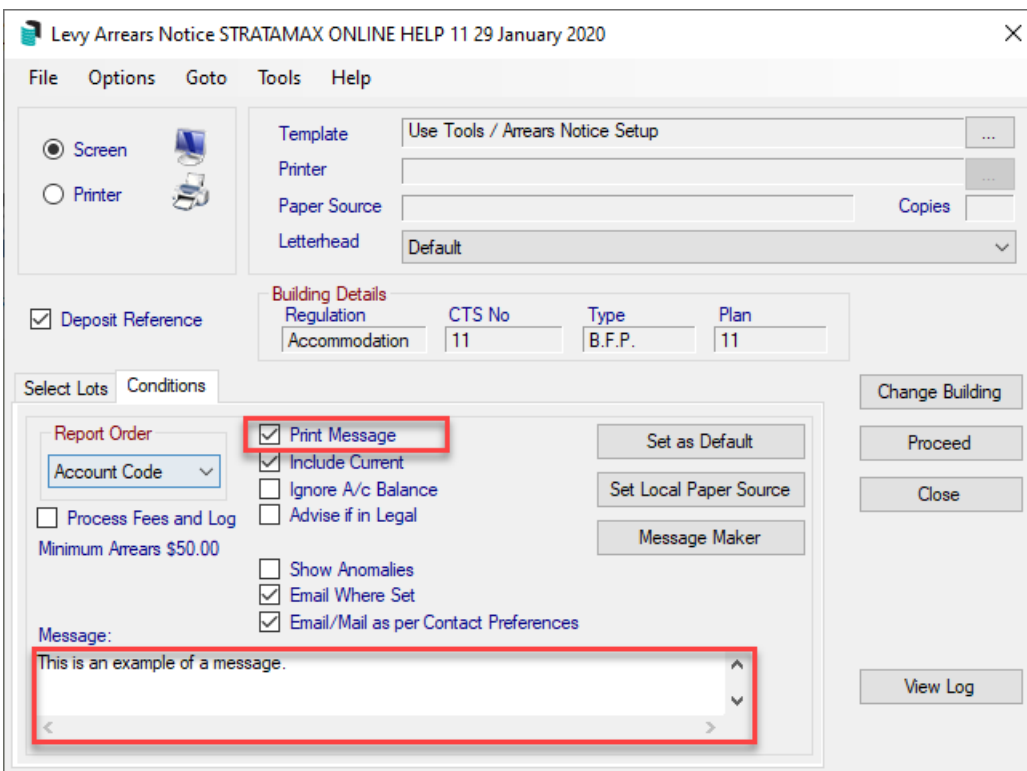 Levy Arrears Notice STRATAMAX ONLINE HELP 11 29 January 2020
File Options Goto Tools Help
Screen
Printer
Template Use Tools / Arrears Notice Setup ...
Printer ...
Paper Source Copies
Letterhead Default
Deposit Reference
Building Details
Regulation CTS No Type Plan
Accommodation 11 B.F.P. 11
Select Lots Conditions
Change Building
Proceed
Close
Report Order
Account Code
Process Fees and Log
Minimum Arrears $50.00
Print Message
Include Current
Ignore A/c Balance
Advise if in Legal
Show Anomalies
Email Where Set
Email/Mail as per Contact Preferences
Set as Default
Set Local Paper Source
Message Maker
Message:
This is an example of a message.
View Log